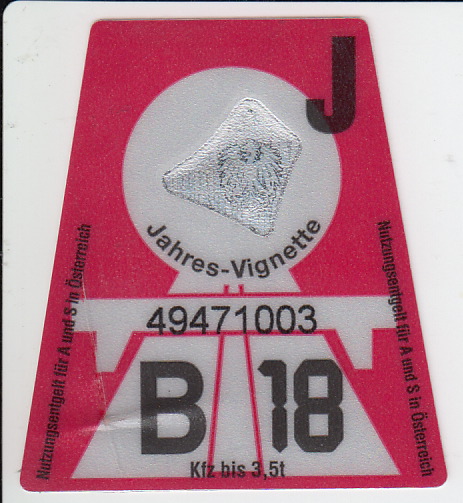 J
Jahres-Vignette
49471003
B 18
Kfz bis 3,5t
Nutzungsentgelt für A und S in Österreich
Nutzungsentgelt für A und S in Österreich